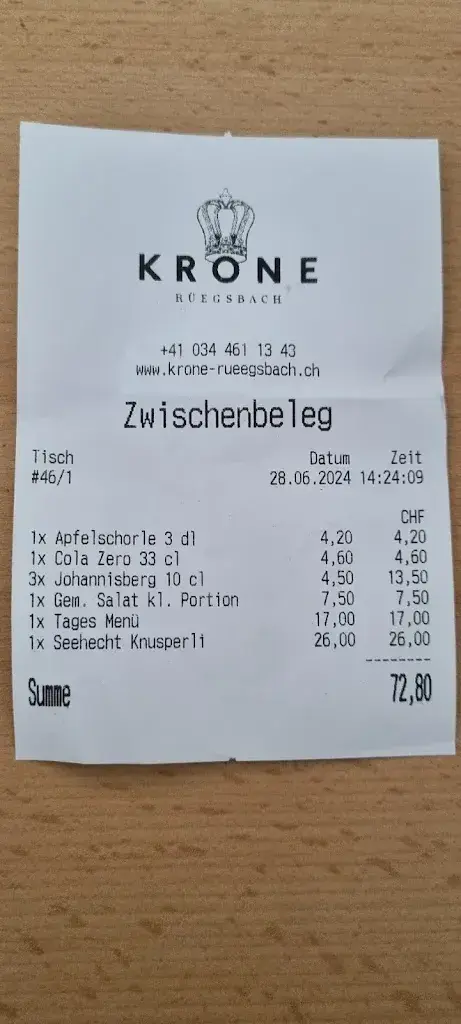 KRONE
RÜEGSBACH
+41 034 461 13 43
www.krone-rueegsbach.ch
Zwischenbeleg
Tisch Datum Zeit
#46/1 28.06.2024 14:24:09
CHF
1x Apfelschorle 3 dl 4,20 4,20
1x Cola Zero 33 cl 4,60 4,60
3x Johannisberg 10 cl 4,50 13,50
1x Gem. Salat kl. Portion 7,50 7,50
1x Tages Menü 17,00 17,00
1x Seehecht Knusperli 26,00 26,00
--------
Summe 72,80